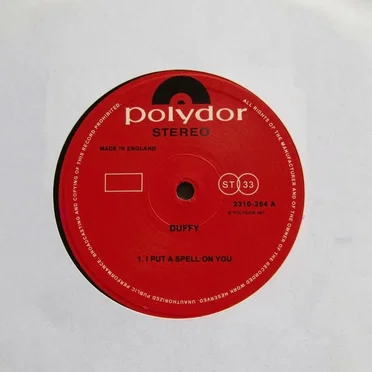 polydor
STEREO
MADE IN ENGLAND
ST 33
2310-264 A
DUFFY
1. I PUT A SPELL ON YOU
ALL RIGHTS OF THE MANUFACTURER AND OF THE OWNER OF THE RECORDED WORK RESERVED. UNAUTHORIZED PUBLIC PERFORMANCE, BROADCASTING AND COPYING OF THIS RECORD PROHIBITED.